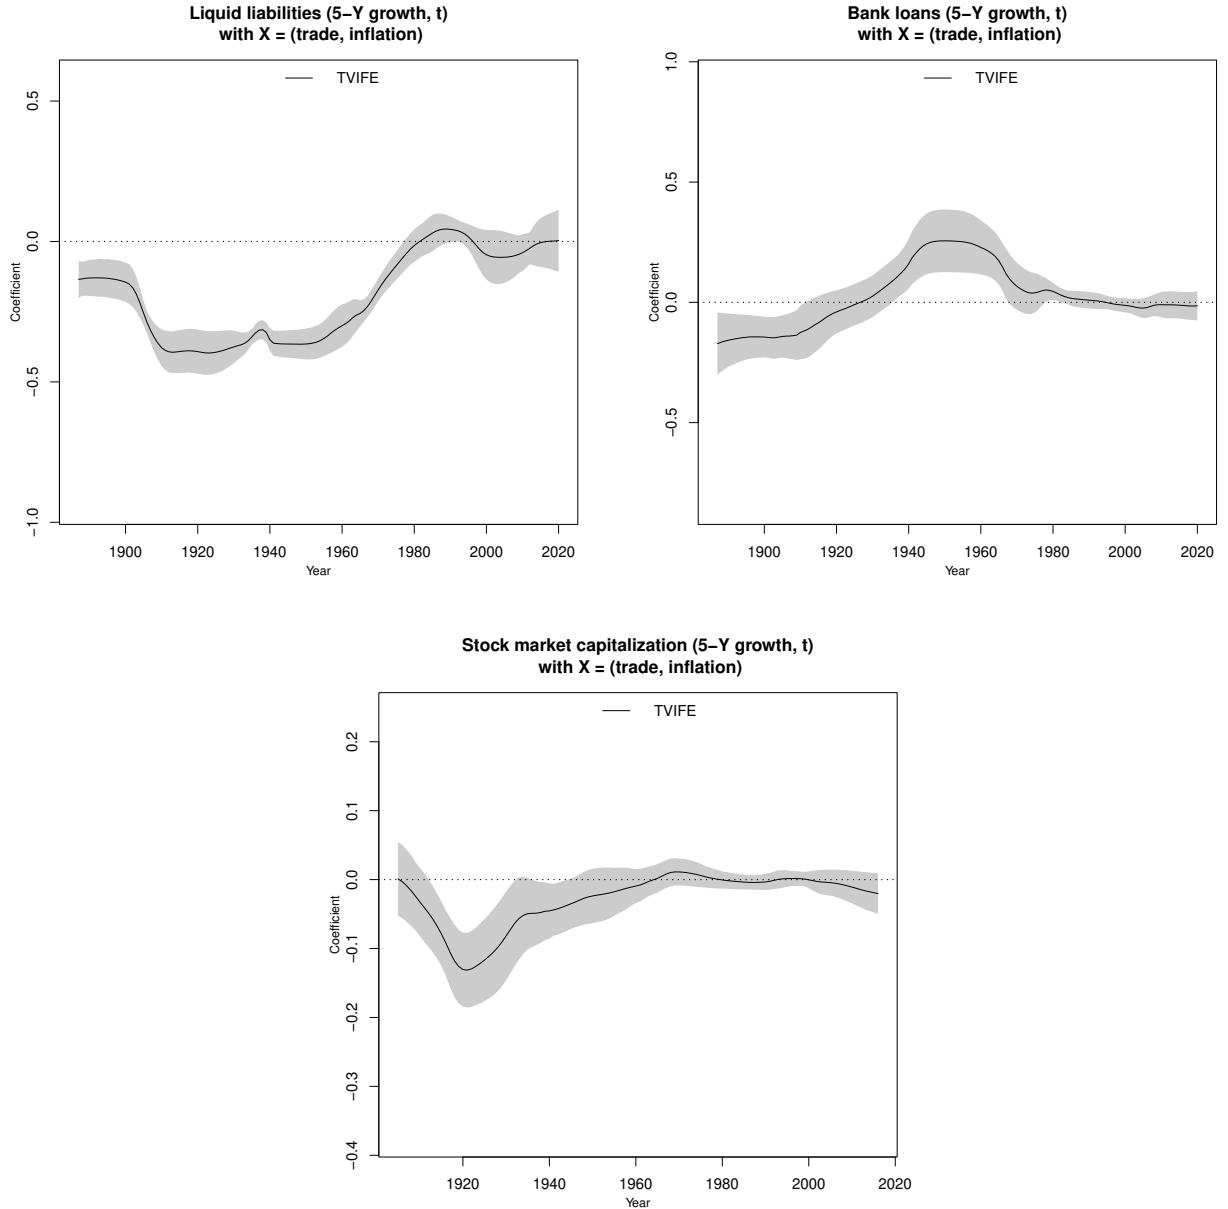 Liquid liabilities (5−Y growth, t)
with X = (trade, inflation)
TVIFE
0.5
0.0
−0.5
−1.0
Coefficient
1900 1920 1940 1960 1980 2000 2020
Year
Bank loans (5−Y growth, t)
with X = (trade, inflation)
TVIFE
1.0
0.5
0.0
−0.5
Coefficient
1900 1920 1940 1960 1980 2000 2020
Year
Stock market capitalization (5−Y growth, t)
with X = (trade, inflation)
TVIFE
0.2
0.1
0.0
−0.1
−0.2
−0.3
−0.4
Coefficient
1920 1940 1960 1980 2000 2020
Year